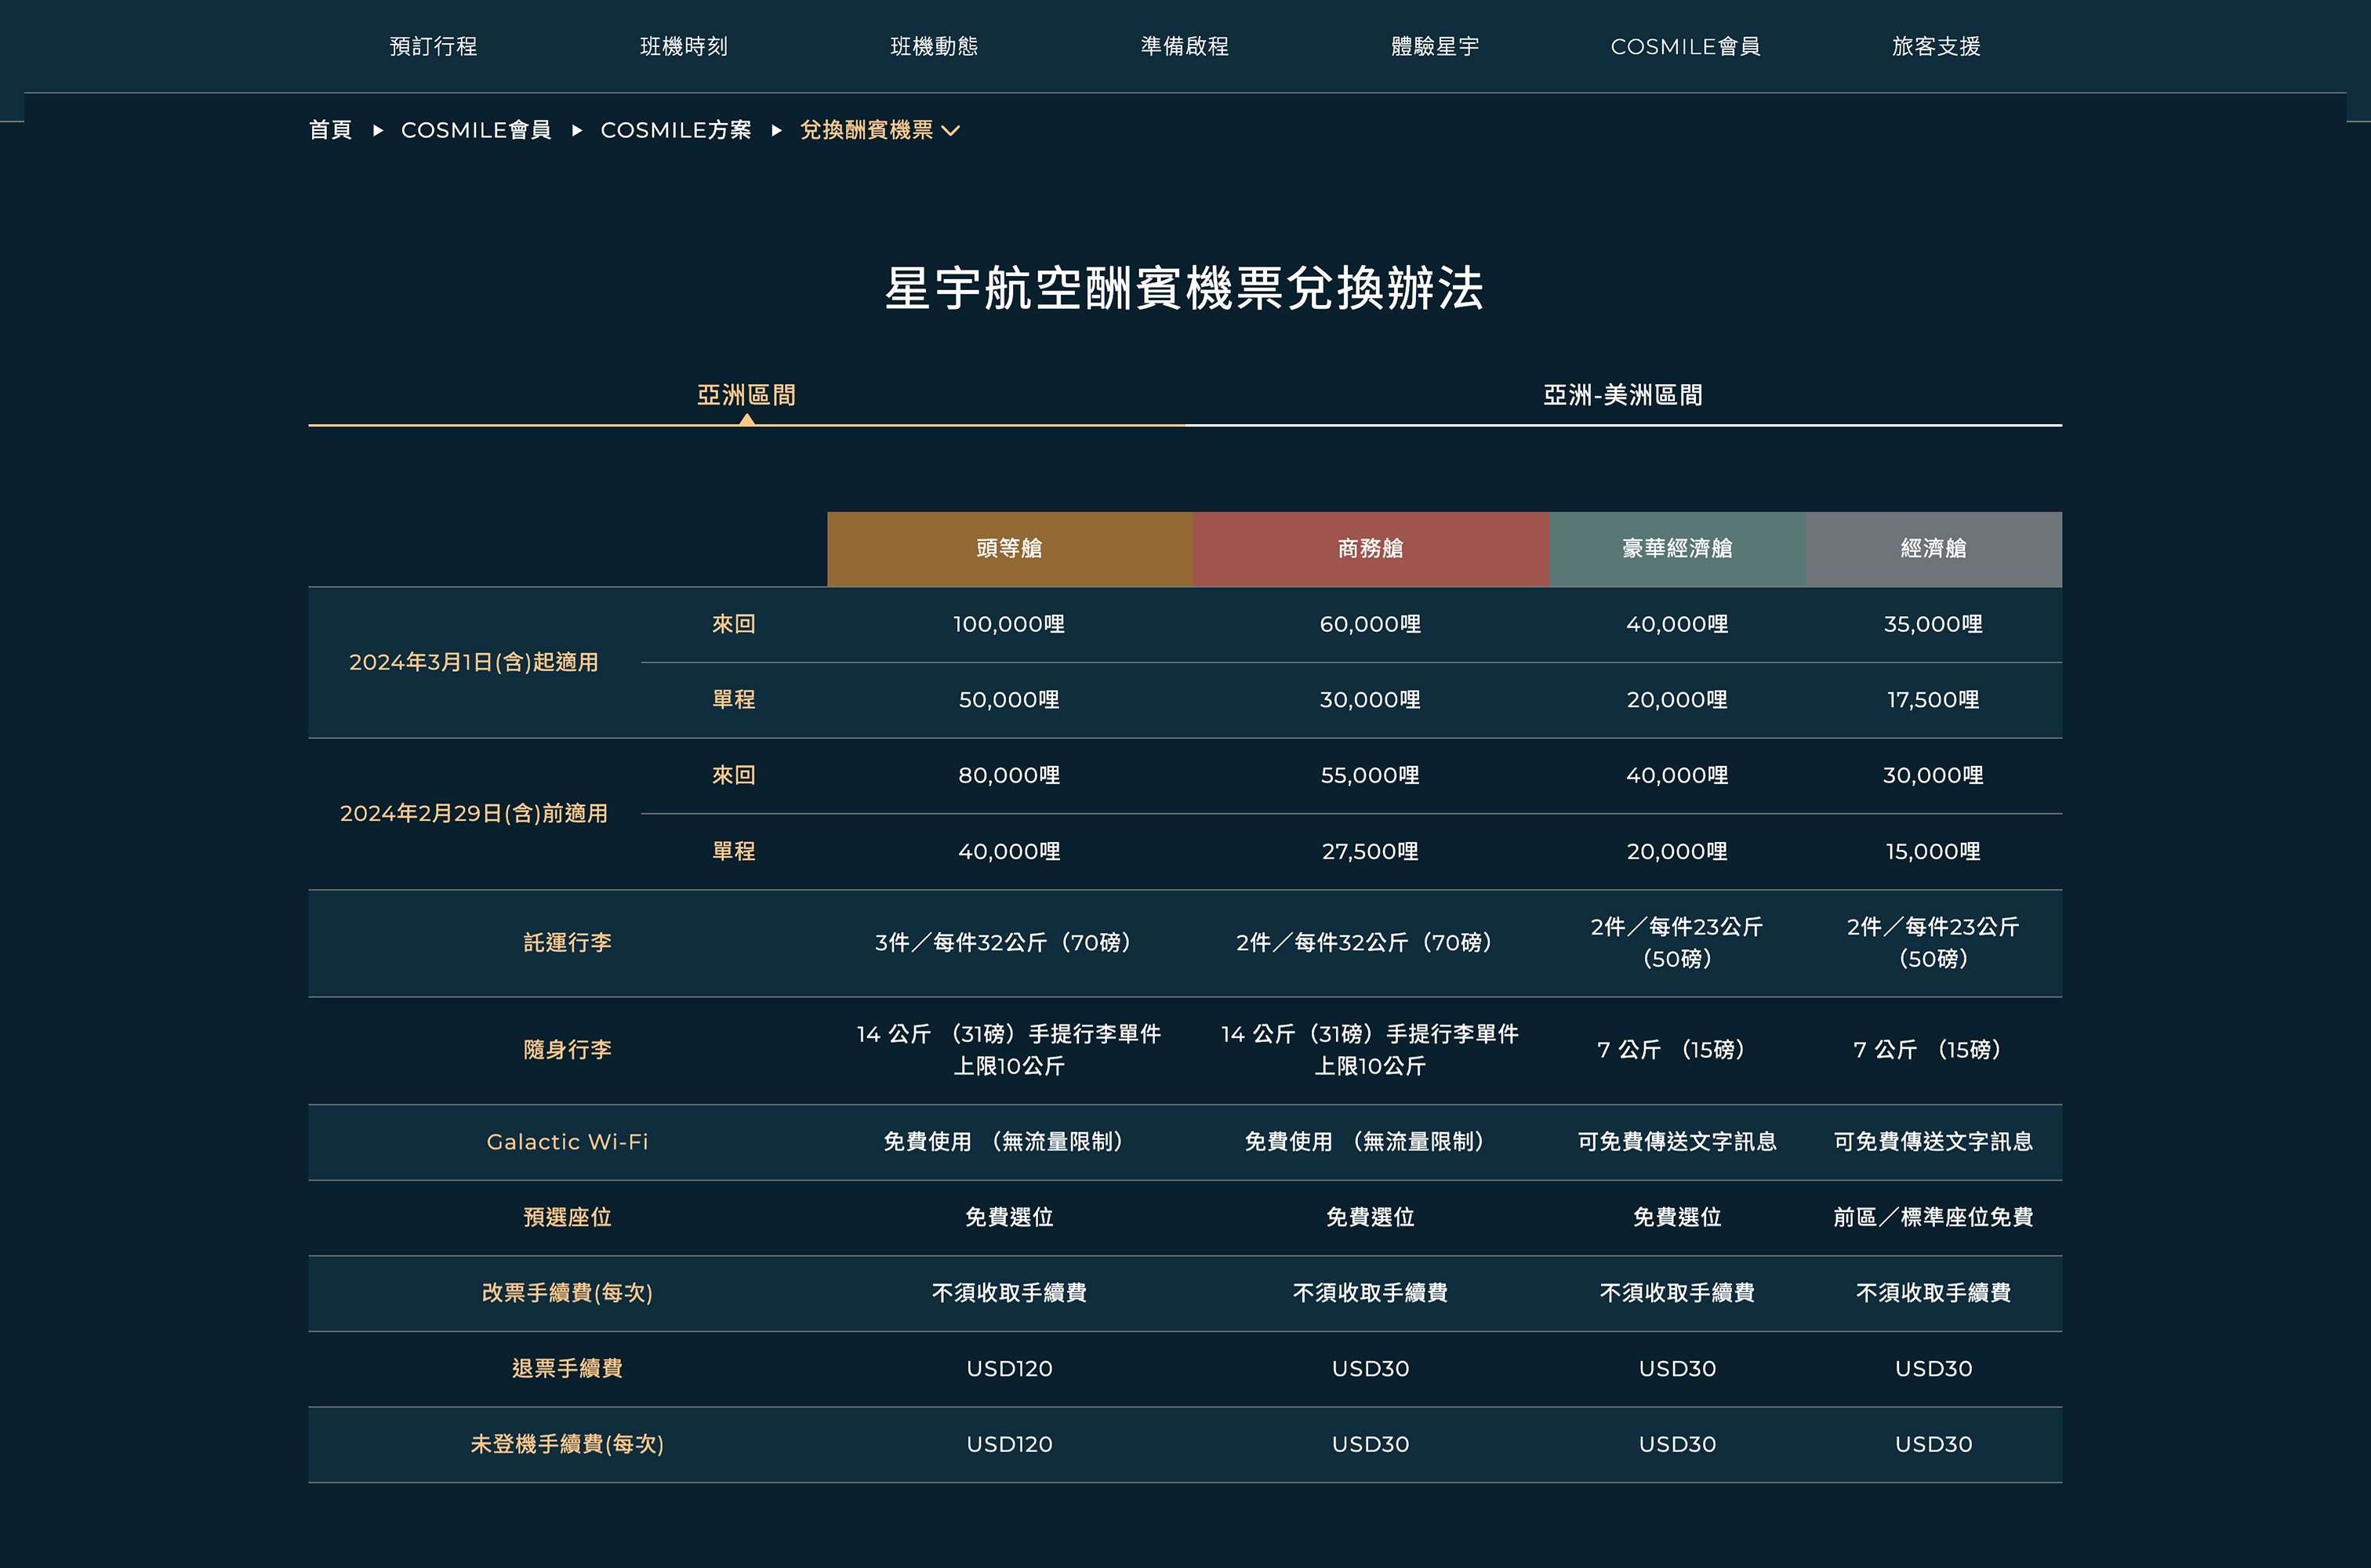 預訂行程 班機時刻 班機動態 準備啟程 體驗星宇 COSMILE會員 旅客支援
首頁 ▶ COSMILE會員 ▶ COSMILE方案 ▶ 兌換酬賓機票
星宇航空酬賓機票兌換辦法
亞洲區間 亞洲-美洲區間
頭等艙 商務艙 豪華經濟艙 經濟艙
2024年3月1日(含)起適用
來回 100,000哩 60,000哩 40,000哩 35,000哩
單程 50,000哩 30,000哩 20,000哩 17,500哩
2024年2月29日(含)前適用
來回 80,000哩 55,000哩 40,000哩 30,000哩
單程 40,000哩 27,500哩 20,000哩 15,000哩
託運行李 3件／每件32公斤（70磅） 2件／每件32公斤（70磅） 2件／每件23公斤 2件／每件23公斤
（50磅） （50磅）
隨身行李 14 公斤 （31磅）手提行李單件 14 公斤（31磅）手提行李單件 7 公斤 （15磅） 7 公斤 （15磅）
上限10公斤 上限10公斤
Galactic Wi-Fi 免費使用 （無流量限制） 免費使用 （無流量限制） 可免費傳送文字訊息 可免費傳送文字訊息
預選座位 免費選位 免費選位 免費選位 前區／標準座位免費
改票手續費(每次) 不須收取手續費 不須收取手續費 不須收取手續費 不須收取手續費
退票手續費 USD120 USD30 USD30 USD30
未登機手續費(每次) USD120 USD30 USD30 USD30